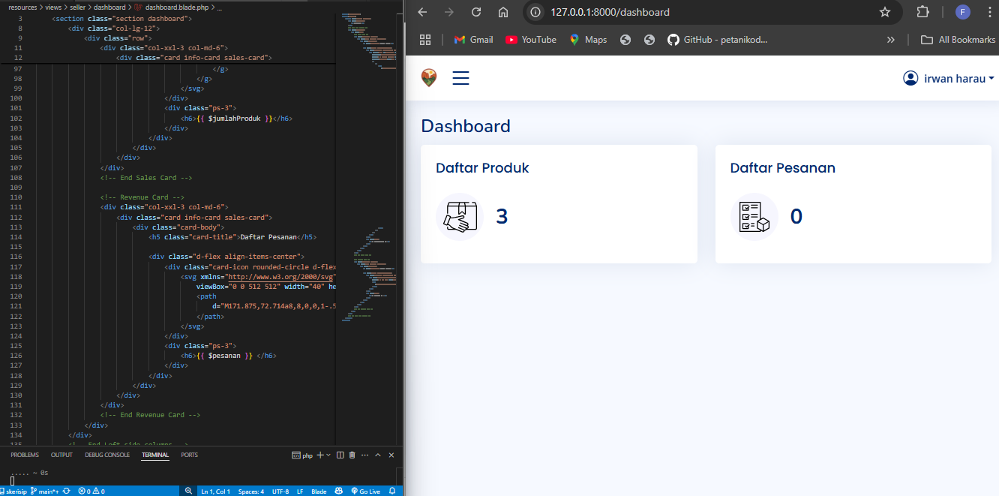 resources > views > seller > dashboard > dashboard.blade.php > ...
3 <section class="section dashboard">
8 <div class="col-lg-12">
9 <div class="row">
11 <div class="col-xxl-3 col-md-6">
12 <div class="card info-card sales-card">
97 </g>
98 </g>
99 </svg>
100 </div>
101 <div class="ps-3">
102 <h6>{{ $jumlahProduk }}</h6>
103 </div>
104 </div>
105 </div>
106 </div>
107 </div>
108 <!-- End Sales Card -->
109
110 <!-- Revenue Card -->
111 <div class="col-xxl-3 col-md-6">
112 <div class="card info-card sales-card">
113 <div class="card-body">
114 <h5 class="card-title">Daftar Pesanan</h5>
115
116 <div class="d-flex align-items-center">
117 <div class="card-icon rounded-circle d-flex
118 <svg xmlns="http://www.w3.org/2000/svg"
119 viewBox="0 0 512 512" width="40" he
120 <path
121 d="M171.875,72.714a8,8,0,0,1-.5
122 </path>
123 </svg>
124 </div>
125 <div class="ps-3">
126 <h6>{{ $pesanan }} </h6>
127 </div>
128 </div>
129 </div>
130 </div>
131 </div>
132 <!-- End Revenue Card -->
133 </div>
134 </div>
135 <!-- End Left side columns -->
PROBLEMS OUTPUT DEBUG CONSOLE TERMINAL PORTS php
..... ~ 0s
skerisip main*+ 0 0 Ln 1, Col 1 Spaces: 4 UTF-8 LF Blade Go Live
127.0.0.1:8000/dashboard F
Gmail YouTube Maps GitHub - petanikod... » All Bookmarks
irwan harau
Dashboard
Daftar Produk
3
Daftar Pesanan
0